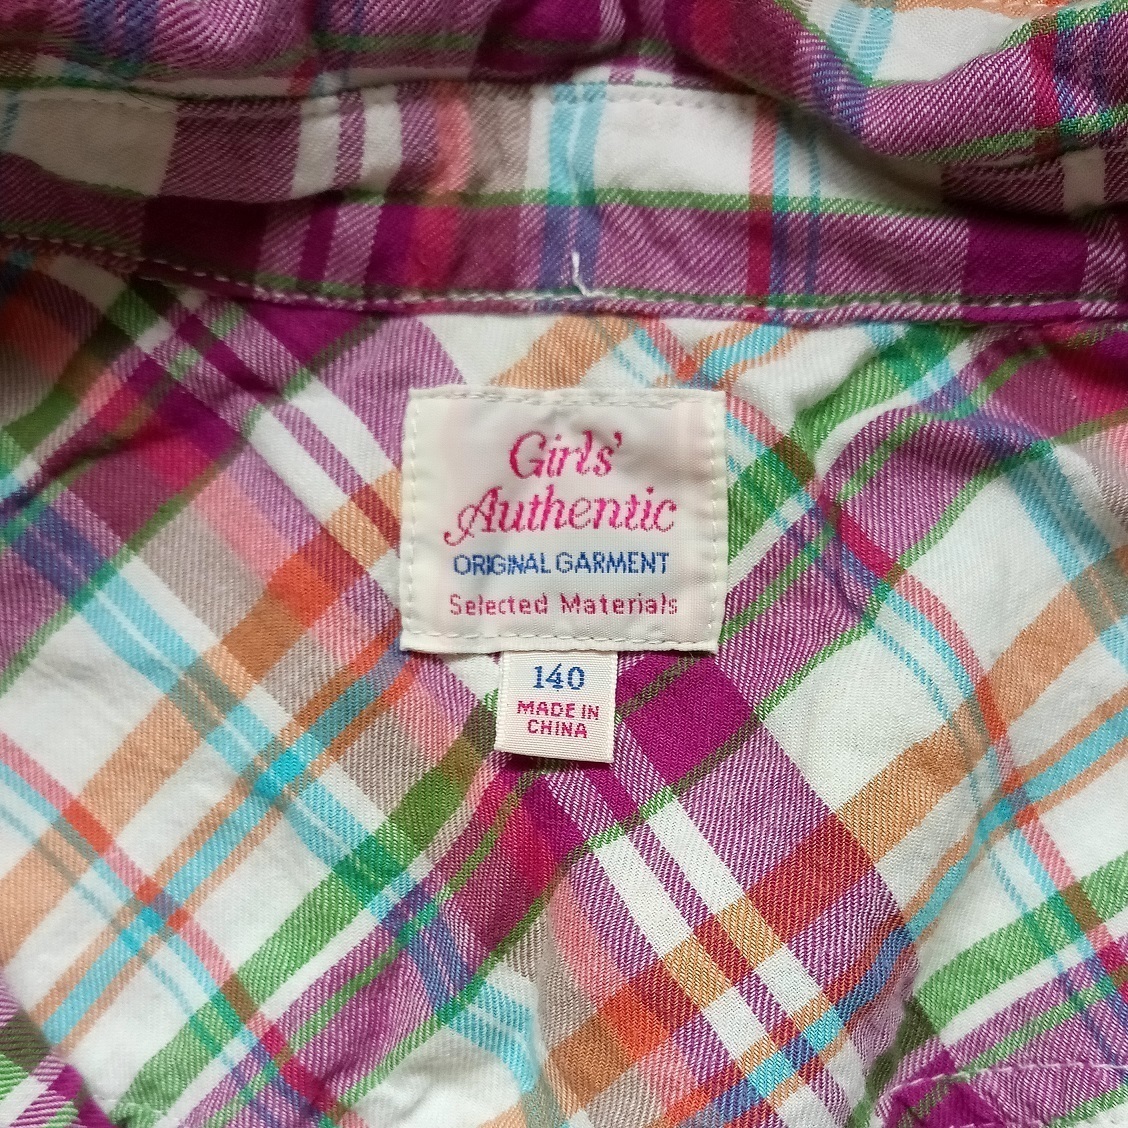 Girls'
Authentic
ORIGINAL GARMENT
Selected Materials
140
MADE IN
CHINA